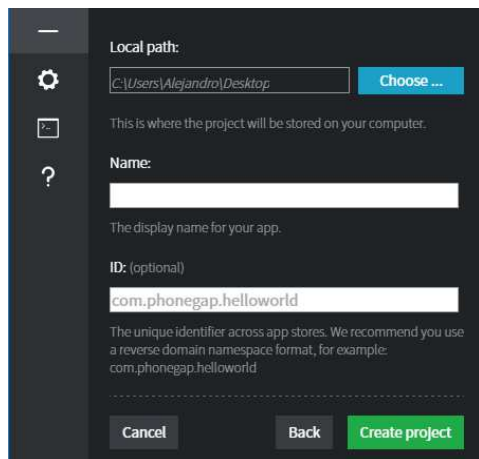 Local path:
C:\Users\Alejandro\Desktop
Choose ...
This is where the project will be stored on your computer.
Name:
The display name for your app.
ID: (optional)
com.phonegap.helloworld
The unique identifier across app stores. We recommend you use
a reverse domain namespace format, for example:
com.phonegap.helloworld
Cancel
Back
Create project